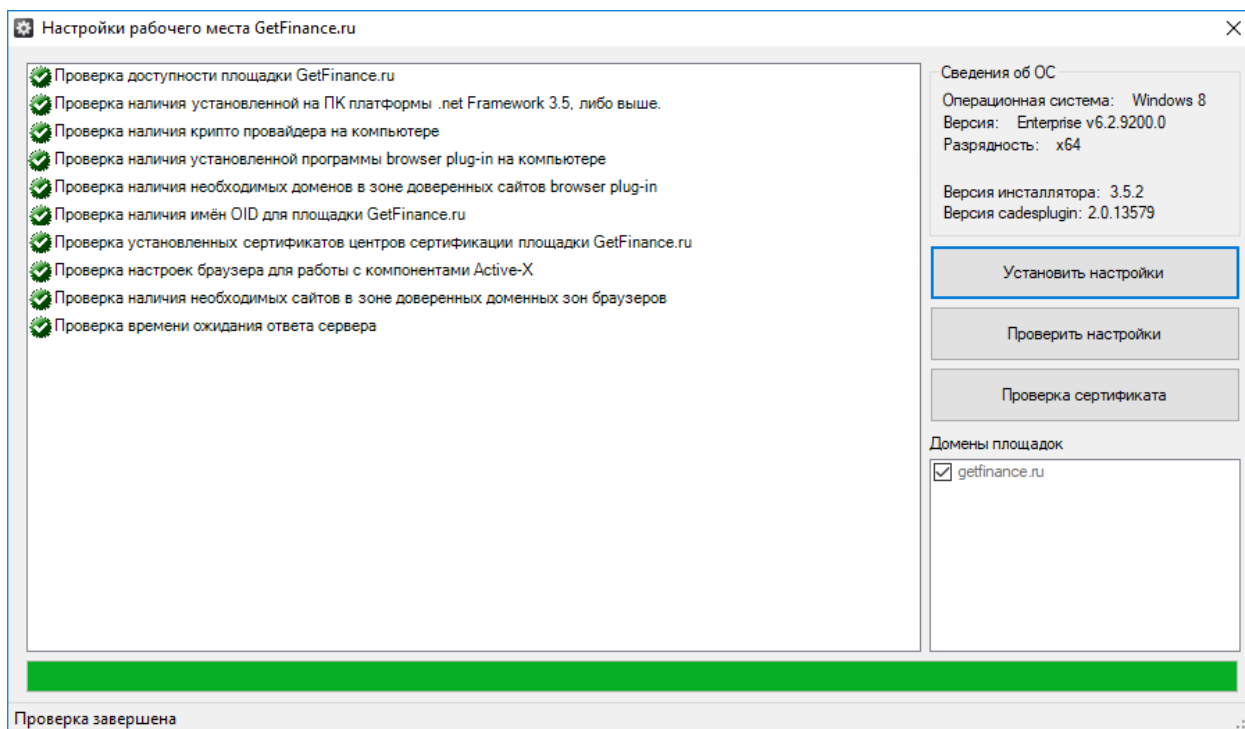 Настройки рабочего места GetFinance.ru
Проверка доступности площадки GetFinance.ru
Проверка наличия установленной на ПК платформы .net Framework 3.5, либо выше.
Проверка наличия крипто провайдера на компьютере
Проверка наличия установленной программы browser plug-in на компьютере
Проверка наличия необходимых доменов в зоне доверенных сайтов browser plug-in
Проверка наличия имён OID для площадки GetFinance.ru
Проверка установленных сертификатов центров сертификации площадки GetFinance.ru
Проверка настроек браузера для работы с компонентами Active-X
Проверка наличия необходимых сайтов в зоне доверенных доменных зон браузеров
Проверка времени ожидания ответа сервера
Сведения об ОС
Операционная система: Windows 8
Версия: Enterprise v6.2.9200.0
Разрядность: x64
Версия инсталлятора: 3.5.2
Версия cadesplugin: 2.0.13579
Установить настройки
Проверить настройки
Проверка сертификата
Домены площадок
getfinance.ru
Проверка завершена